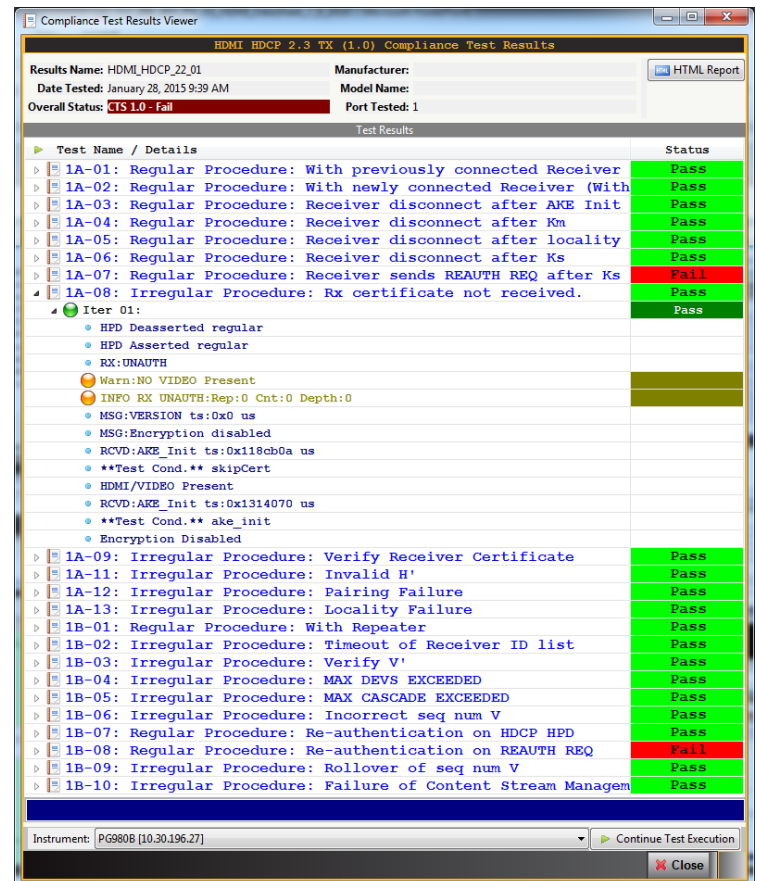 Compliance Test Results Viewer
HDMI HDCP 2.3 TX (1.0) Compliance Test Results
Results Name: HDMI_HDCP_22_01 Manufacturer: HTML Report
Date Tested: January 28, 2015 9:39 AM Model Name:
Overall Status: CTS 1.0 - Fail Port Tested: 1
Test Results
Test Name / Details Status
1A-01: Regular Procedure: With previously connected Receiver Pass
1A-02: Regular Procedure: With newly connected Receiver (With Pass
1A-03: Regular Procedure: Receiver disconnect after AKE Init Pass
1A-04: Regular Procedure: Receiver disconnect after Km Pass
1A-05: Regular Procedure: Receiver disconnect after locality Pass
1A-06: Regular Procedure: Receiver disconnect after Ks Pass
1A-07: Regular Procedure: Receiver sends REAUTH REQ after Ks Fail
1A-08: Irregular Procedure: Rx certificate not received. Pass
Iter 01: Pass
HPD Deasserted regular
HPD Asserted regular
RX:UNAUTH
Warn:NO VIDEO Present
INFO RX UNAUTH:Rep:0 Cnt:0 Depth:0
MSG:VERSION ts:0x0 us
MSG:Encryption disabled
RCVD:AKE_Init ts:0x118cb0a us
**Test Cond.** skipCert
HDMI/VIDEO Present
RCVD:AKE_Init ts:0x1314070 us
**Test Cond.** ake_init
Encryption Disabled
1A-09: Irregular Procedure: Verify Receiver Certificate Pass
1A-11: Irregular Procedure: Invalid H' Pass
1A-12: Irregular Procedure: Pairing Failure Pass
1A-13: Irregular Procedure: Locality Failure Pass
1B-01: Regular Procedure: With Repeater Pass
1B-02: Irregular Procedure: Timeout of Receiver ID list Pass
1B-03: Irregular Procedure: Verify V' Pass
1B-04: Irregular Procedure: MAX DEVS EXCEEDED Pass
1B-05: Irregular Procedure: MAX CASCADE EXCEEDED Pass
1B-06: Irregular Procedure: Incorrect seq num V Pass
1B-07: Regular Procedure: Re-authentication on HDCP HPD Pass
1B-08: Regular Procedure: Re-authentication on REAUTH REQ Fail
1B-09: Irregular Procedure: Rollover of seq num V Pass
1B-10: Irregular Procedure: Failure of Content Stream Managem Pass
Instrument: PG980B [10.30.196.27] Continue Test Execution
Close